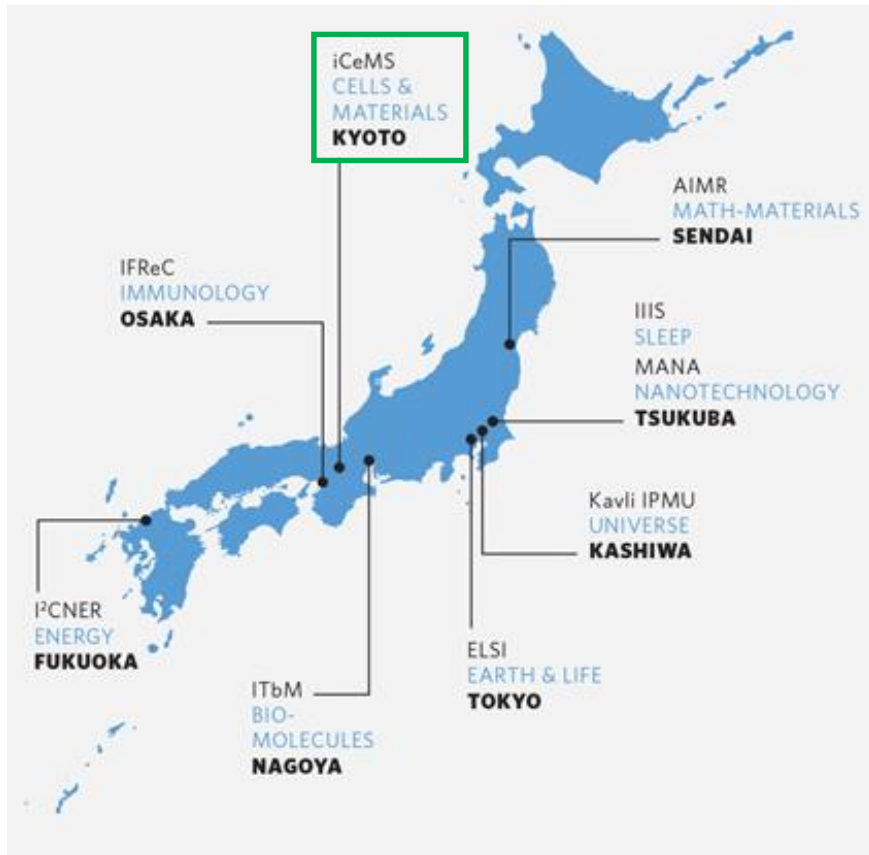 iCeMS
CELLS &
MATERIALS
KYOTO
AIMR
MATH-MATERIALS
SENDAI
IFReC
IMMUNOLOGY
OSAKA
IIIS
SLEEP
MANA
NANOTECHNOLOGY
TSUKUBA
Kavli IPMU
UNIVERSE
KASHIWA
I²CNER
ENERGY
FUKUOKA
ELSI
EARTH & LIFE
TOKYO
ITbM
BIO-
MOLECULES
NAGOYA